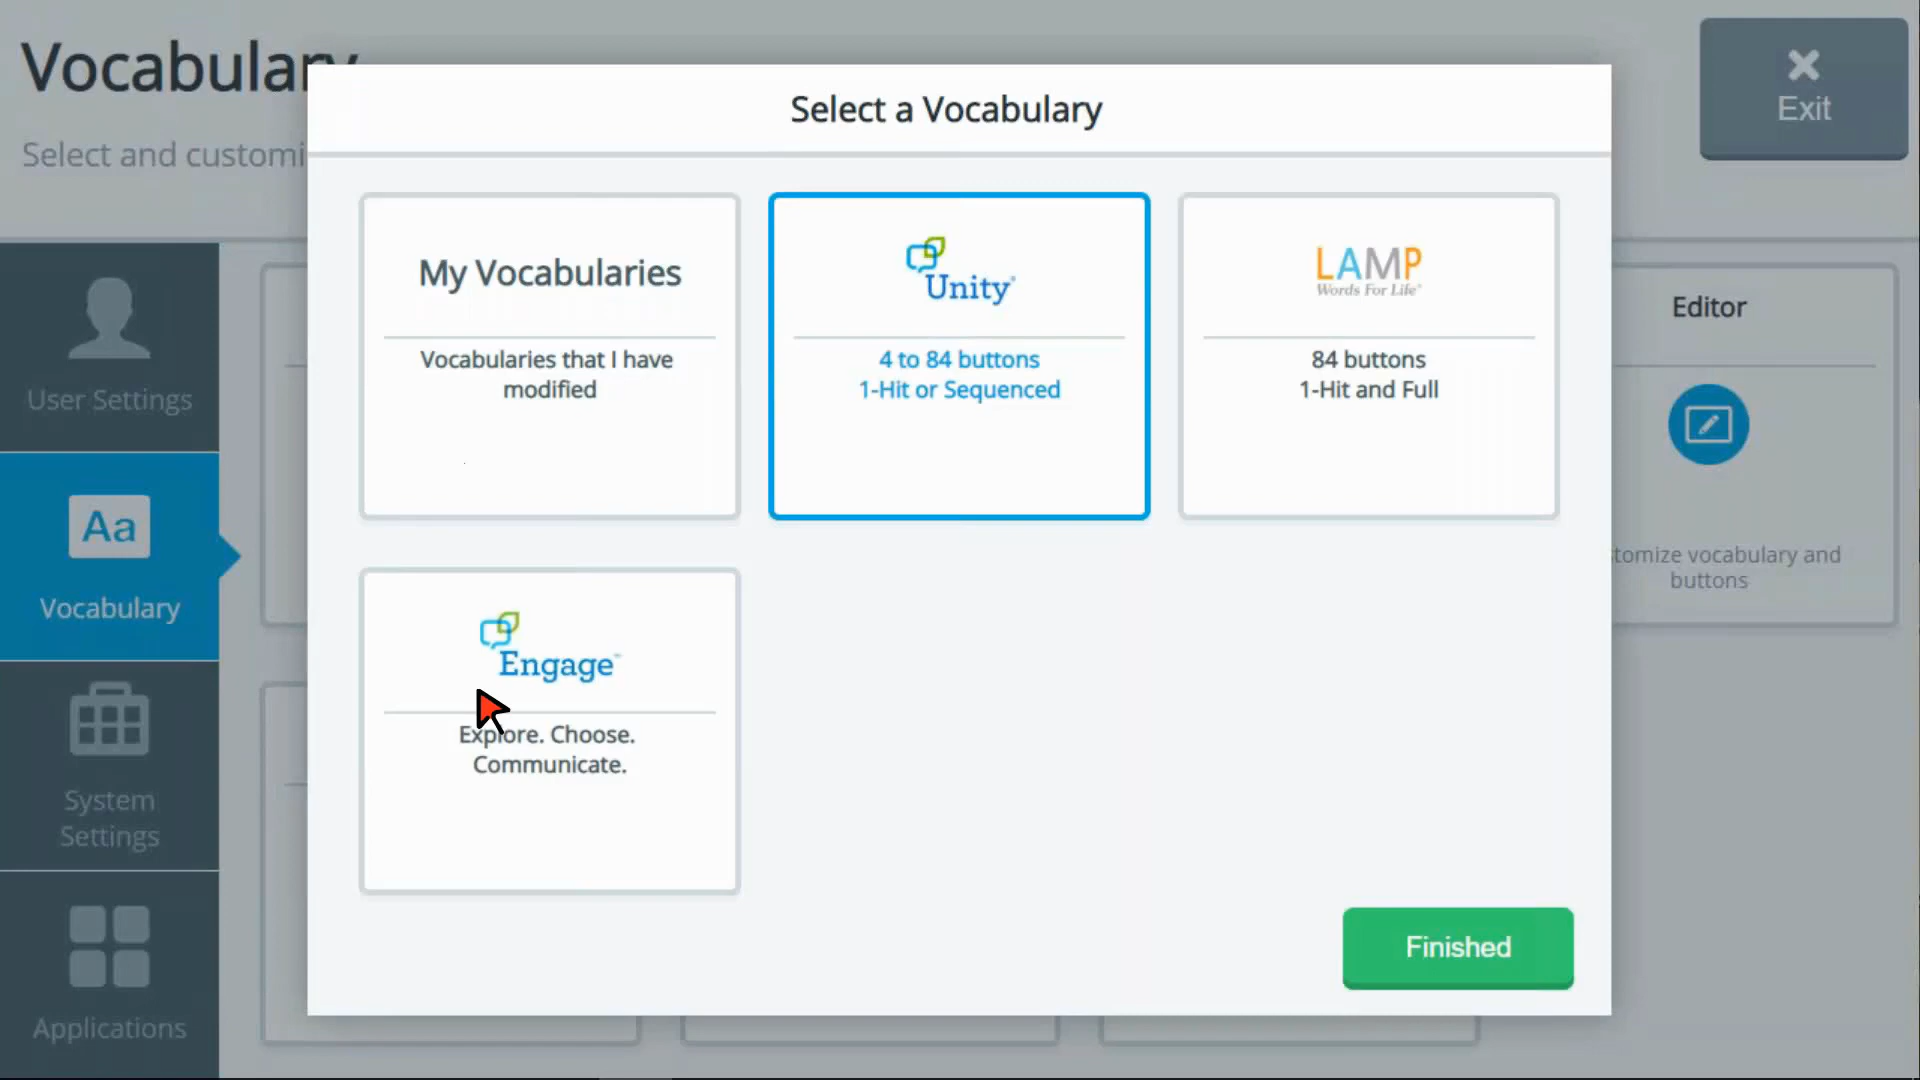 Vocabulary
Select and customi
Exit
Select a Vocabulary
My Vocabularies
Vocabularies that I have
modified
Unity®
4 to 84 buttons
1-Hit or Sequenced
LAMP
Words For Life®
84 buttons
1-Hit and Full
Editor
tomize vocabulary and
buttons
User Settings
Aa
Vocabulary
System
Settings
Applications
Engage™
Explore. Choose.
Communicate.
Finished